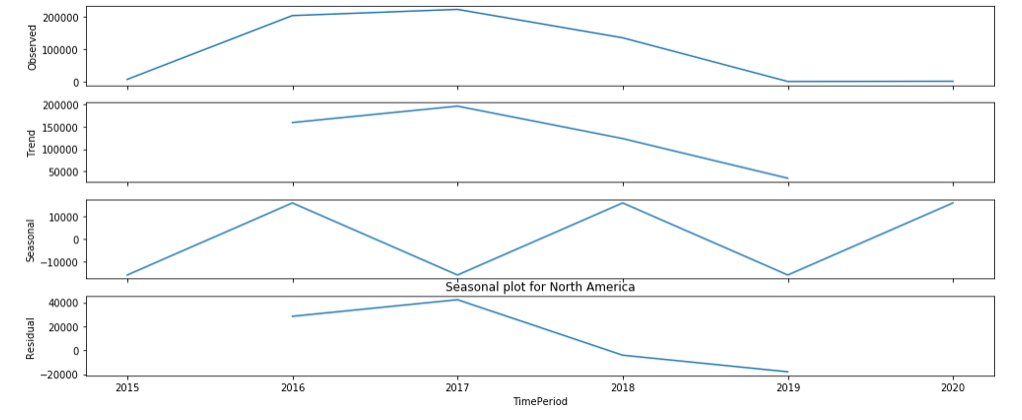 200000
100000
0
Observed
200000
150000
100000
50000
Trend
10000
0
−10000
Seasonal
Seasonal plot for North America
40000
20000
0
−20000
Residual
2015 2016 2017 2018 2019 2020
TimePeriod